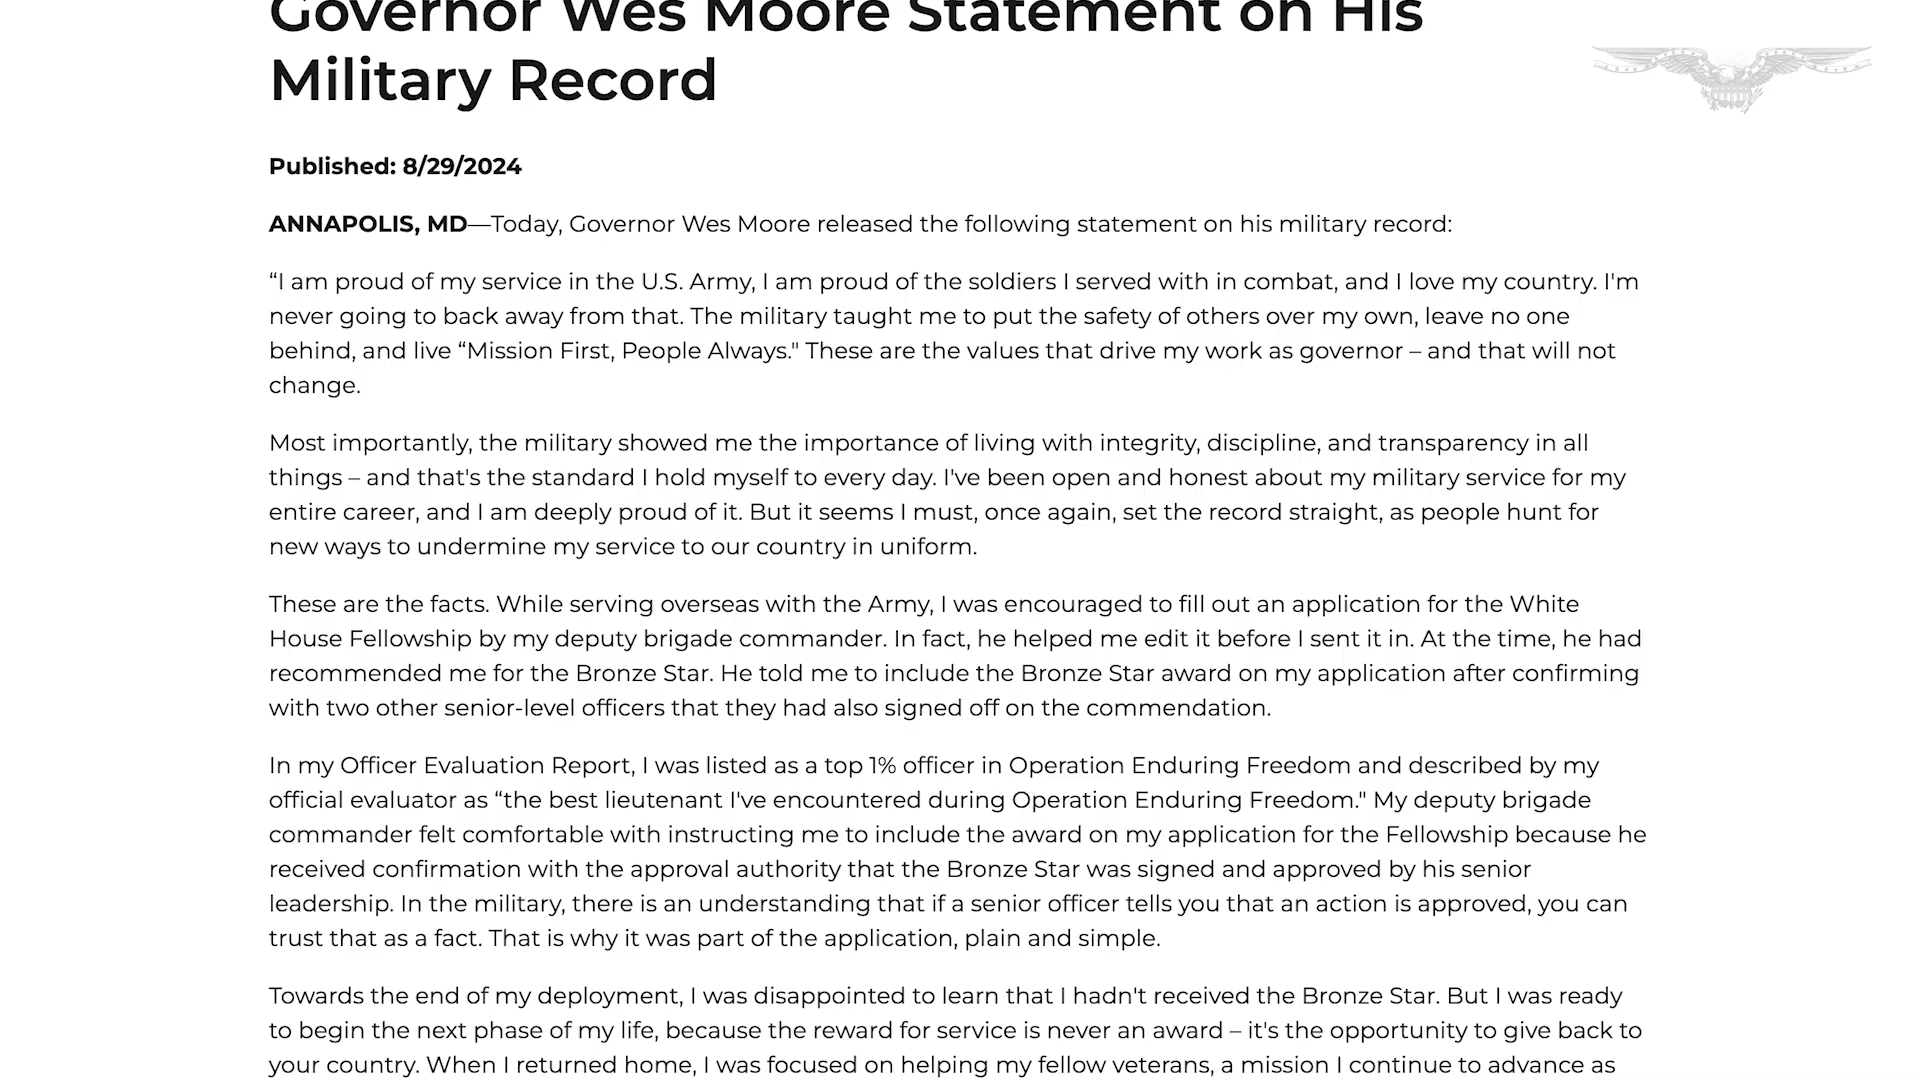 Governor Wes Moore Statement on His
Military Record
Published: 8/29/2024
ANNAPOLIS, MD—Today, Governor Wes Moore released the following statement on his military record:
“I am proud of my service in the U.S. Army, I am proud of the soldiers I served with in combat, and I love my country. I'm
never going to back away from that. The military taught me to put the safety of others over my own, leave no one
behind, and live “Mission First, People Always." These are the values that drive my work as governor – and that will not
change.
Most importantly, the military showed me the importance of living with integrity, discipline, and transparency in all
things – and that's the standard I hold myself to every day. I've been open and honest about my military service for my
entire career, and I am deeply proud of it. But it seems I must, once again, set the record straight, as people hunt for
new ways to undermine my service to our country in uniform.
These are the facts. While serving overseas with the Army, I was encouraged to fill out an application for the White
House Fellowship by my deputy brigade commander. In fact, he helped me edit it before I sent it in. At the time, he had
recommended me for the Bronze Star. He told me to include the Bronze Star award on my application after confirming
with two other senior-level officers that they had also signed off on the commendation.
In my Officer Evaluation Report, I was listed as a top 1% officer in Operation Enduring Freedom and described by my
official evaluator as “the best lieutenant I've encountered during Operation Enduring Freedom." My deputy brigade
commander felt comfortable with instructing me to include the award on my application for the Fellowship because he
received confirmation with the approval authority that the Bronze Star was signed and approved by his senior
leadership. In the military, there is an understanding that if a senior officer tells you that an action is approved, you can
trust that as a fact. That is why it was part of the application, plain and simple.
Towards the end of my deployment, I was disappointed to learn that I hadn't received the Bronze Star. But I was ready
to begin the next phase of my life, because the reward for service is never an award – it's the opportunity to give back to
your country. When I returned home, I was focused on helping my fellow veterans, a mission I continue to advance as